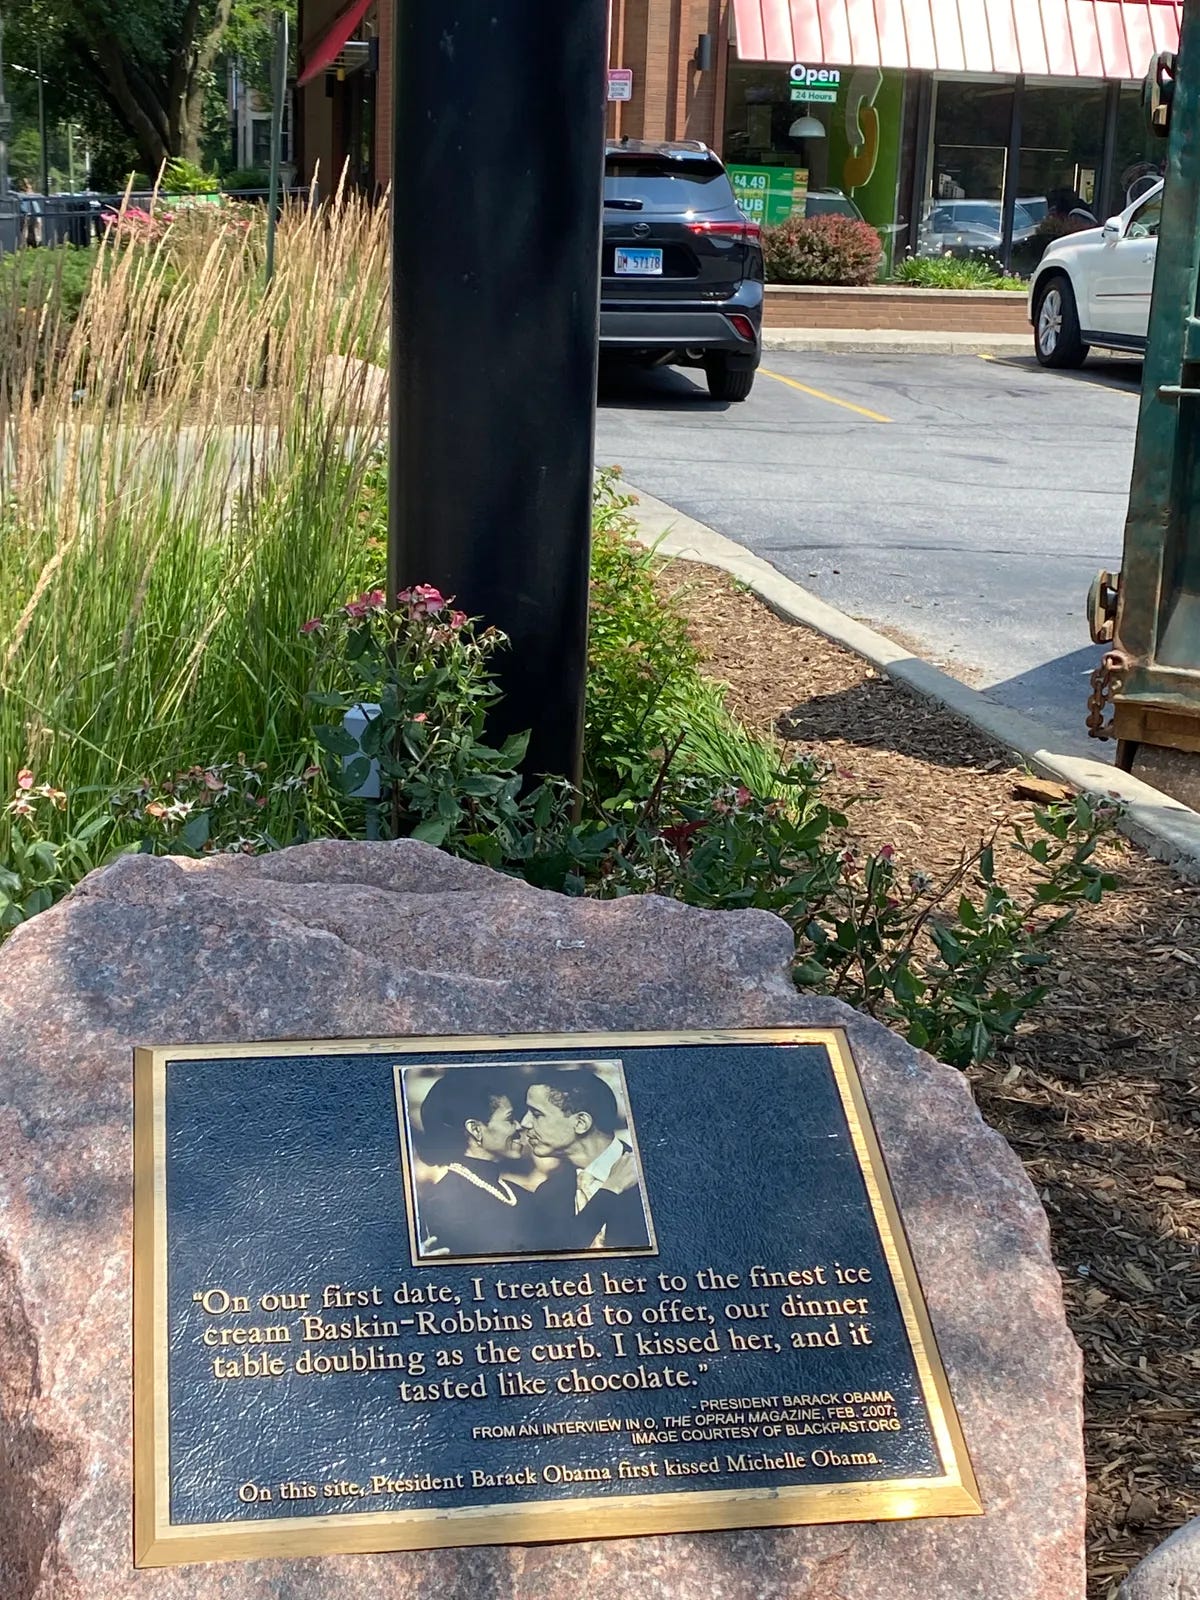 Open
24 Hours
$4.49
SUB
DM 57178
"On our first date, I treated her to the finest ice
cream Baskin-Robbins had to offer, our dinner
table doubling as the curb. I kissed her, and it
tasted like chocolate."
- PRESIDENT BARACK OBAMA
FROM AN INTERVIEW IN O, THE OPRAH MAGAZINE, FEB. 2007;
IMAGE COURTESY OF BLACKPAST.ORG
On this site, President Barack Obama first kissed Michelle Obama.